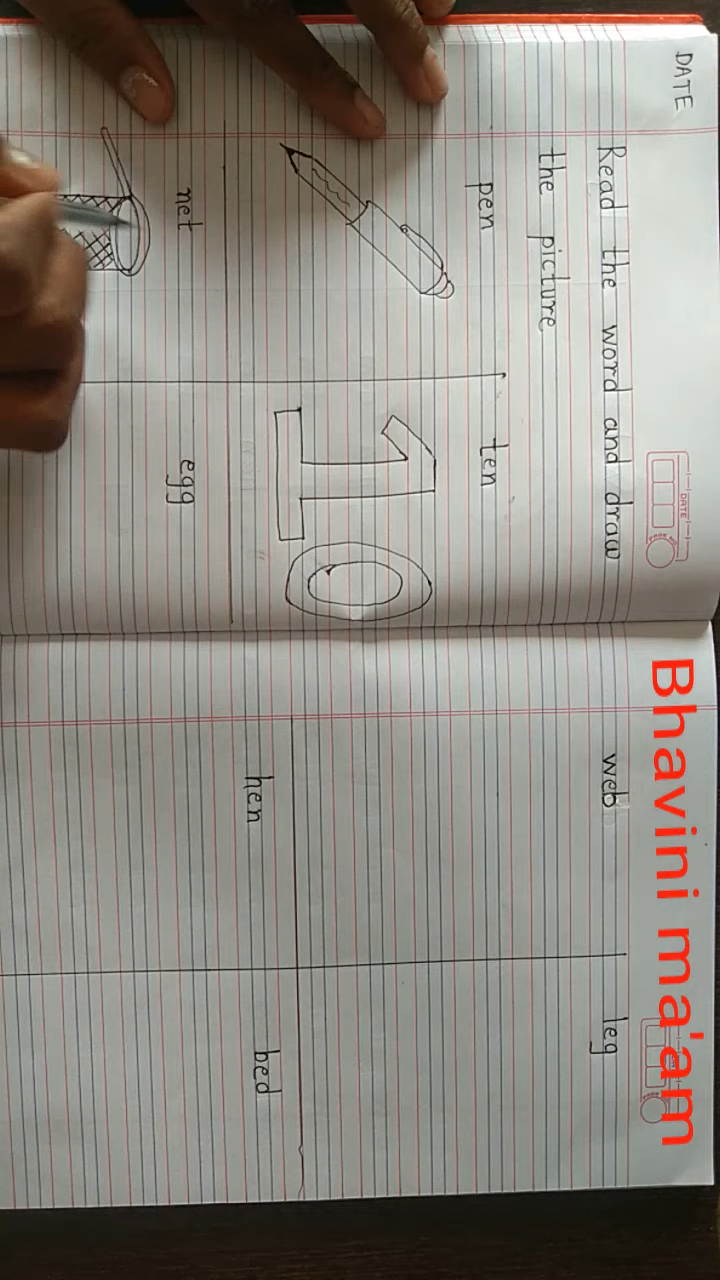 DATE
Read the word and draw
the picture
pen
ten
10
net
egg
DATE
Bhavini ma'am
web
leg
hen
bed